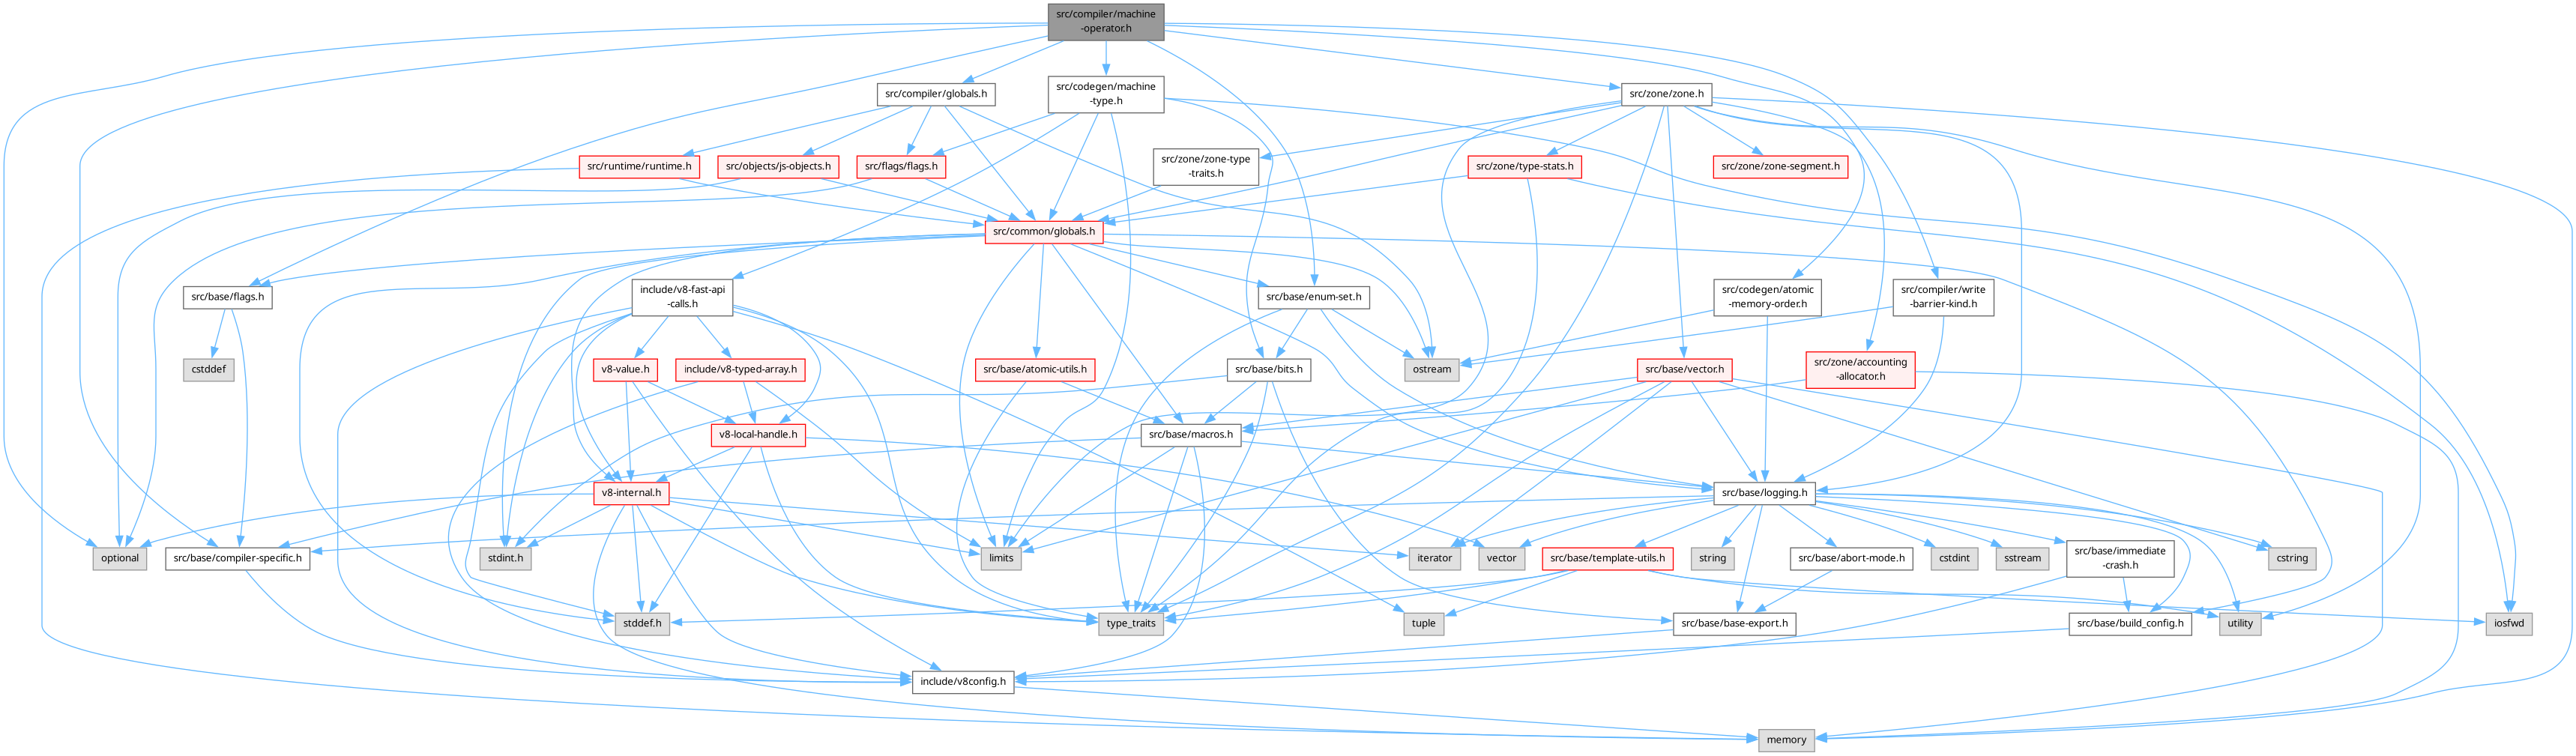 src/compiler/machine
-operator.h
src/compiler/globals.h
src/codegen/machine
-type.h
src/zone/zone.h
src/runtime/runtime.h
src/objects/js-objects.h
src/flags/flags.h
src/zone/zone-type
-traits.h
src/zone/type-stats.h
src/zone/zone-segment.h
src/common/globals.h
src/base/flags.h
include/v8-fast-api
-calls.h
src/base/enum-set.h
src/codegen/atomic
-memory-order.h
src/compiler/write
-barrier-kind.h
cstddef
v8-value.h
include/v8-typed-array.h
src/base/atomic-utils.h
src/base/bits.h
ostream
src/base/vector.h
src/zone/accounting
-allocator.h
v8-local-handle.h
src/base/macros.h
v8-internal.h
src/base/logging.h
optional
src/base/compiler-specific.h
stdint.h
limits
iterator
vector
src/base/template-utils.h
string
src/base/abort-mode.h
cstdint
sstream
src/base/immediate
-crash.h
cstring
stddef.h
type_traits
tuple
src/base/base-export.h
src/base/build_config.h
utility
iosfwd
include/v8config.h
memory